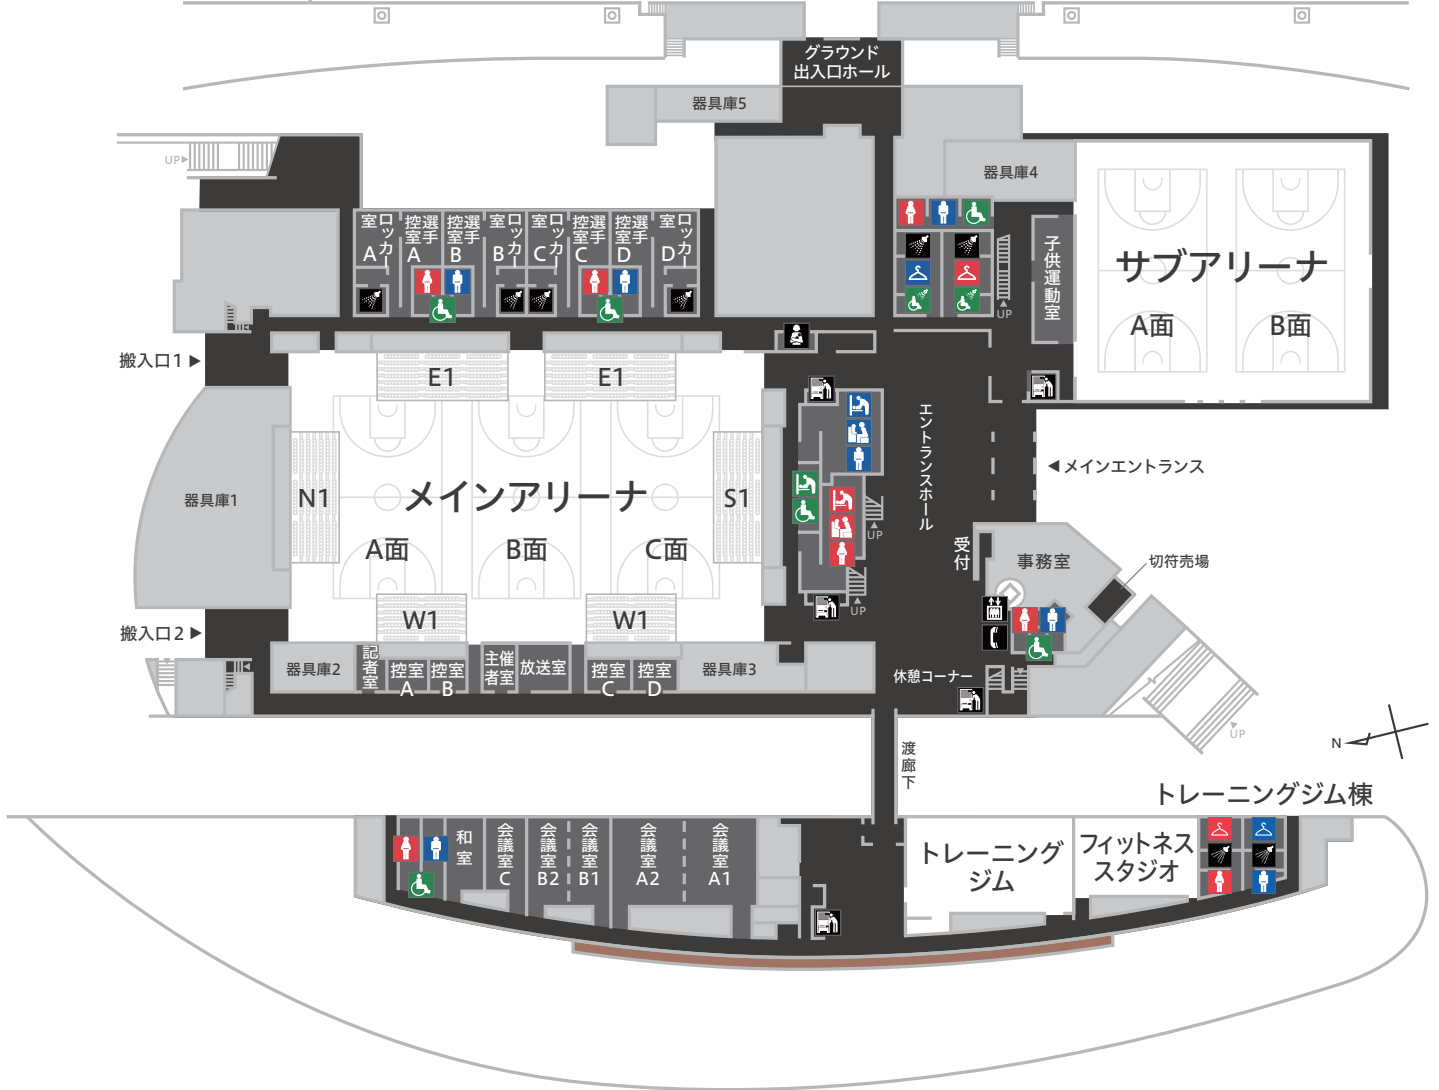 グラウンド
出入口ホール
器具庫5
UP
器具庫4
ロッカー室A
選手控室A
選手控室B
ロッカー室B
ロッカー室C
選手控室C
選手控室D
ロッカー室D
子供運動室
サブアリーナ
A面
B面
UP
搬入口1
E1
E1
エントランスホール
メインエントランス
器具庫1
N1
メインアリーナ
S1
A面
B面
C面
UP
受付
事務室
切符売場
UP
W1
W1
搬入口2
器具庫2
記者室
控室A
控室B
主催者室
放送室
控室C
控室D
器具庫3
休憩コーナー
UP
N
渡廊下
トレーニングジム棟
和室
会議室C
会議室B2
会議室B1
会議室A2
会議室A1
トレーニング
ジム
フィットネス
スタジオ